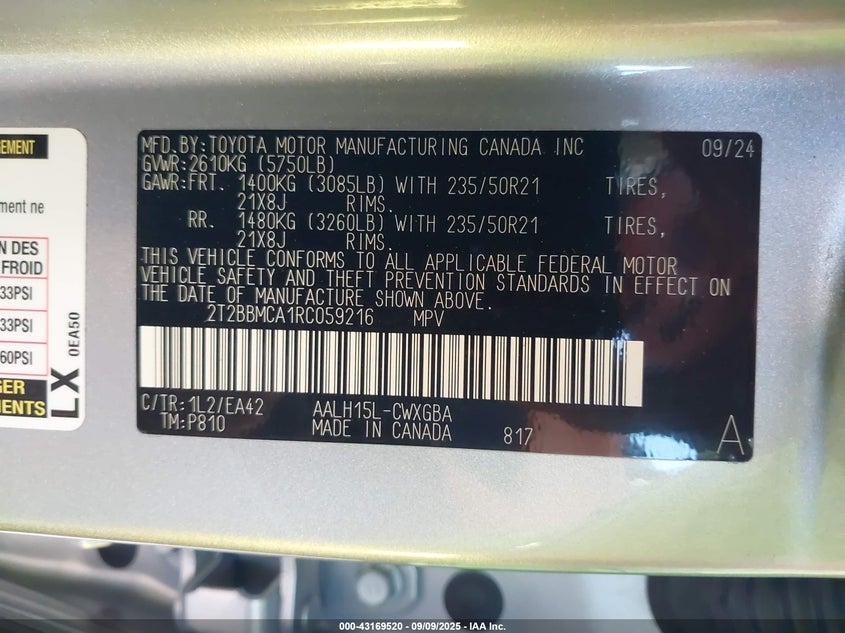 GEMENT
ment ne
N DES
FROID
33PSI
33PSI
60PSI
GER
MENTS
LX
0EA50
MFD.BY:TOYOTA MOTOR MANUFACTURING CANADA INC 09/24
GVWR:2610KG (5750LB)
GAWR:FRT. 1400KG (3085LB) WITH 235/50R21 TIRES,
21X8J RIMS.
RR. 1480KG (3260LB) WITH 235/50R21 TIRES,
21X8J RIMS.
THIS VEHICLE CONFORMS TO ALL APPLICABLE FEDERAL MOTOR
VEHICLE SAFETY AND THEFT PREVENTION STANDARDS IN EFFECT ON
THE DATE OF MANUFACTURE SHOWN ABOVE.
2T2BBMCA1RC059216 MPV
C/TR:1L2/EA42 AALH15L-CWXGBA
TM:P810 MADE IN CANADA 817 A
000-43169520 - 09/09/2025 - IAA Inc.